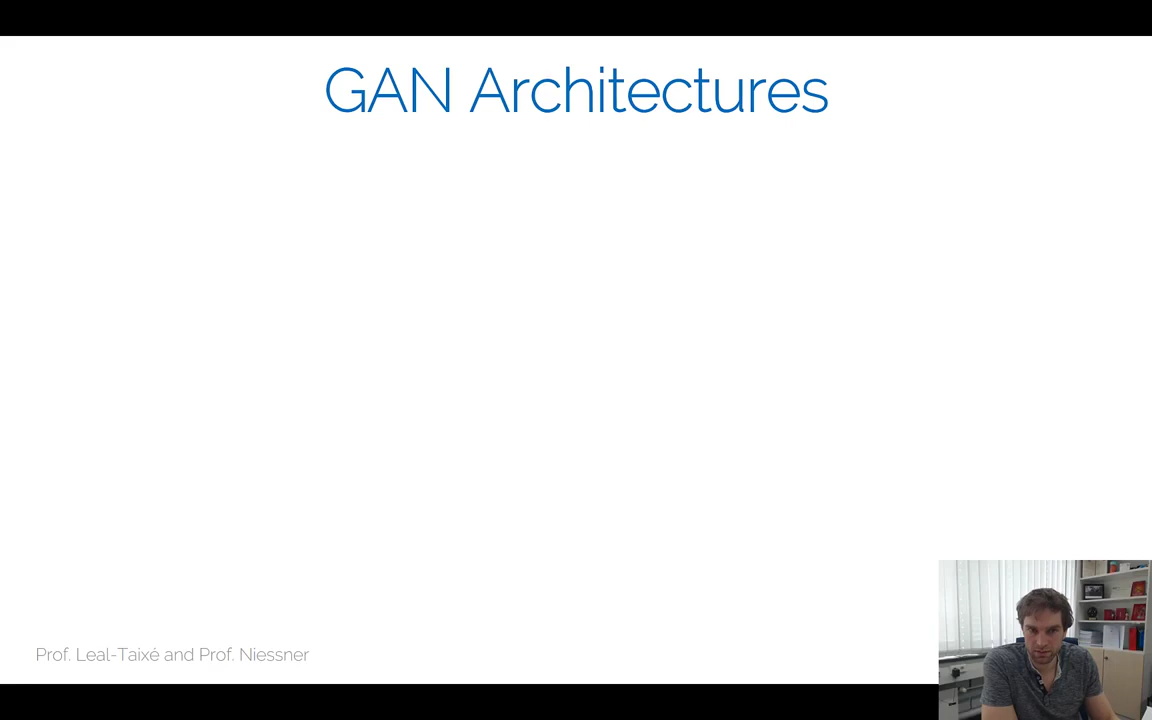 GAN Architectures
Prof. Leal-Taixé and Prof. Niessner